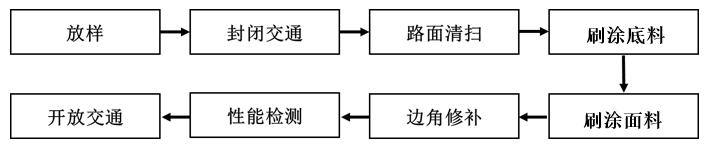 放样
封闭交通
路面清扫
刷涂底料
刷涂面料
边角修补
性能检测
开放交通